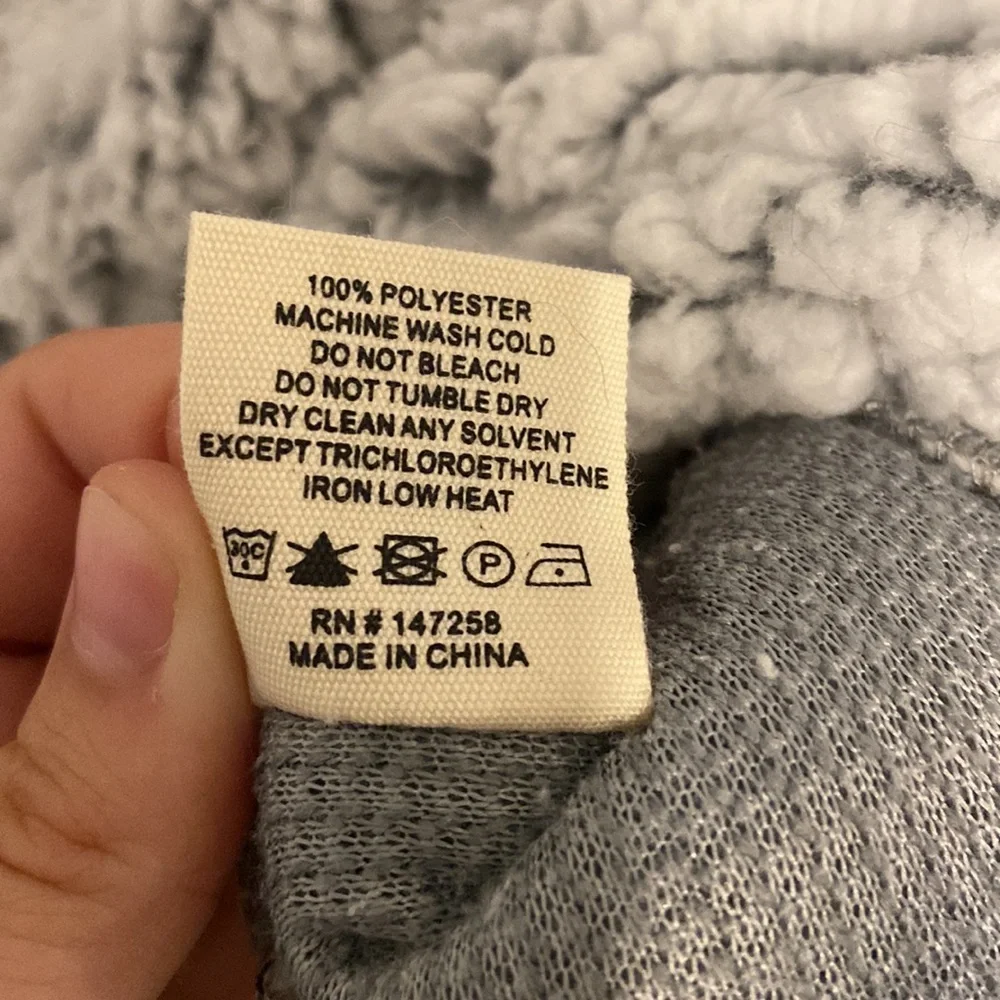 100% POLYESTER
MACHINE WASH COLD
DO NOT BLEACH
DO NOT TUMBLE DRY
DRY CLEAN ANY SOLVENT
EXCEPT TRICHLOROETHYLENE
IRON LOW HEAT
30C P
RN # 147258
MADE IN CHINA